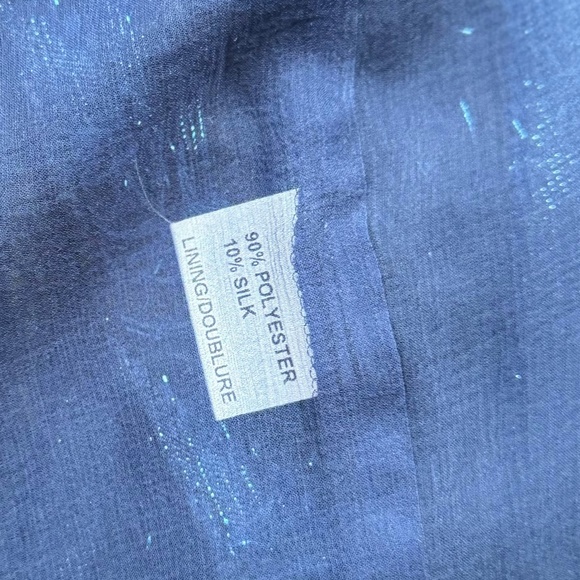 90% POLYESTER
10% SILK
LINING/DOUBLURE